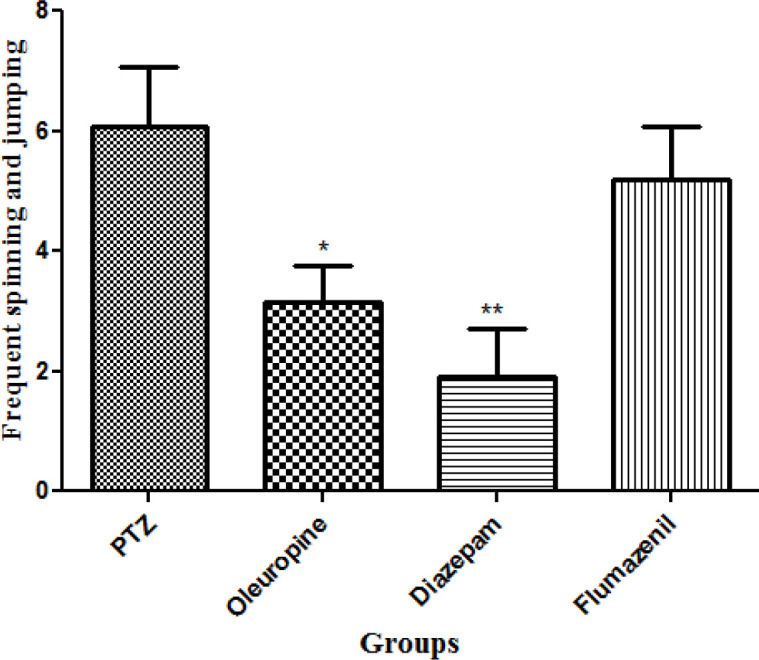 Frequent spinning and jumping
8
6
4
2
0
*
**
PTZ
Oleuropine
Diazepam
Flumazenil
Groups